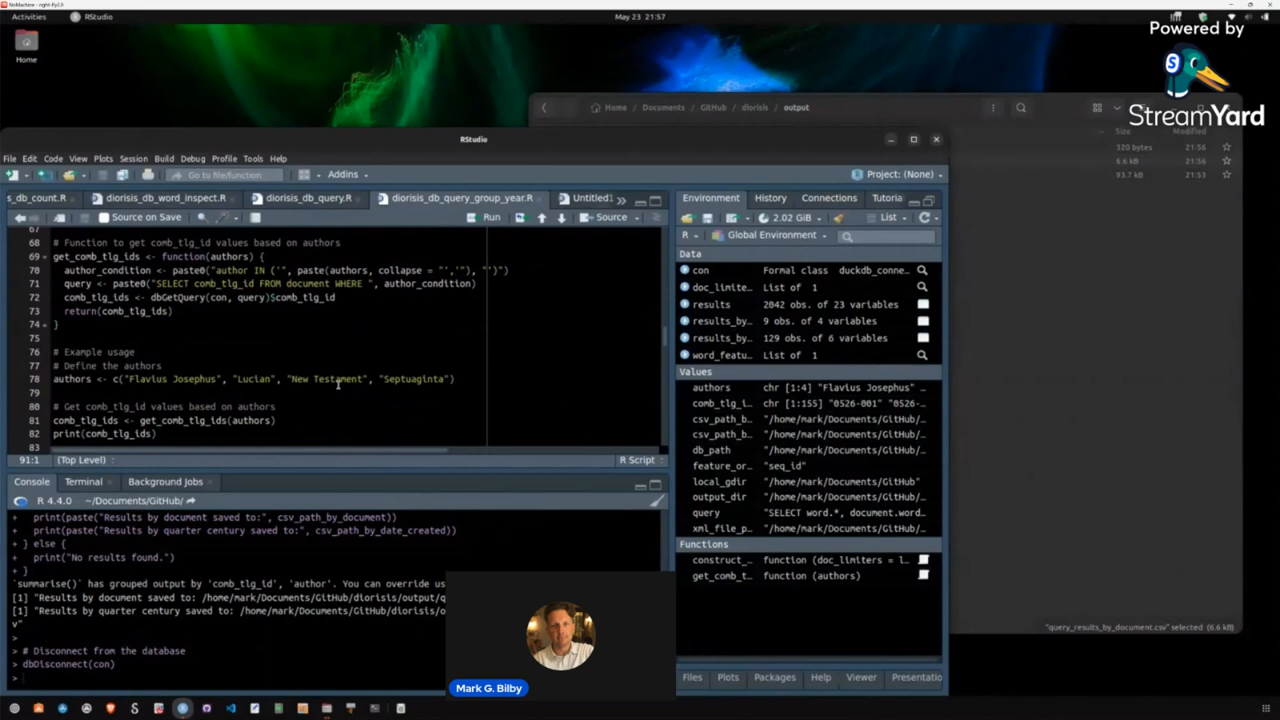 NoMachine - right-Py3.9
Activities
RStudio
May 23 21:57
Powered by
StreamYard
Home
Home
Documents
GitHub
diorisis
output
Size
Modified
320 bytes
21:56
6.6 kB
21:56
93.7 kB
21:53
"query_results_by_document.csv" selected (6.6 kB)
RStudio
File Edit Code View Plots Session Build Debug Profile Tools Help
Go to file/function
Addins
Project: (None)
s_db_count.R
diorisis_db_word_inspect.R
diorisis_db_query.R
diorisis_db_query_group_year.R
Untitled1
Source on Save
Run
Source
67
68 # Function to get comb_tlg_id values based on authors
69 get_comb_tlg_ids <- function(authors) {
70 author_condition <- paste0("author IN ('", paste(authors, collapse = "','"), "')")
71 query <- paste0("SELECT comb_tlg_id FROM document WHERE ", author_condition)
72 comb_tlg_ids <- dbGetQuery(con, query)$comb_tlg_id
73 return(comb_tlg_ids)
74 }
75
76 # Example usage
77 # Define the authors
78 authors <- c("Flavius Josephus", "Lucian", "New Testament", "Septuaginta")
79
80 # Get comb_tlg_id values based on authors
81 comb_tlg_ids <- get_comb_tlg_ids(authors)
82 print(comb_tlg_ids)
83
91:1 (Top Level)
R Script
Console
Terminal
Background Jobs
R 4.4.0 · ~/Documents/GitHub/
+ print(paste("Results by document saved to:", csv_path_by_document))
+ print(paste("Results by quarter century saved to:", csv_path_by_date_created))
+ } else {
+ print("No results found.")
+ }
`summarise()` has grouped output by 'comb_tlg_id', 'author'. You can override us
[1] "Results by document saved to: /home/mark/Documents/GitHub/diorisis/output/q
[1] "Results by quarter century saved to: /home/mark/Documents/GitHub/diorisis/o
v"
>
> # Disconnect from the database
> dbDisconnect(con)
>
Environment
History
Connections
Tutoria
2.02 GiB
List
R
Global Environment
Data
con Formal class duckdb_conne…
doc_limite… List of 1
results 2042 obs. of 23 variables
results_by… 9 obs. of 4 variables
results_by… 129 obs. of 6 variables
word_featu… List of 1
Values
authors chr [1:4] "Flavius Josephus" "L…
comb_tlg_i… chr [1:155] "0526-001" "0526-…
csv_path_b… "/home/mark/Documents/GitHub/…
csv_path_b… "/home/mark/Documents/GitHub/…
db_path "/home/mark/Documents/GitHub/…
feature_or… "seq_id"
local_gdir "/home/mark/Documents/GitHub"
output_dir "/home/mark/Documents/GitHub/…
query "SELECT word.*, document.word…
xml_file_p… "/home/mark/Documents/GitHub/…
Functions
construct_… function (doc_limiters = l…
get_comb_t… function (authors)
Files
Plots
Packages
Help
Viewer
Presentatio
Mark G. Bilby